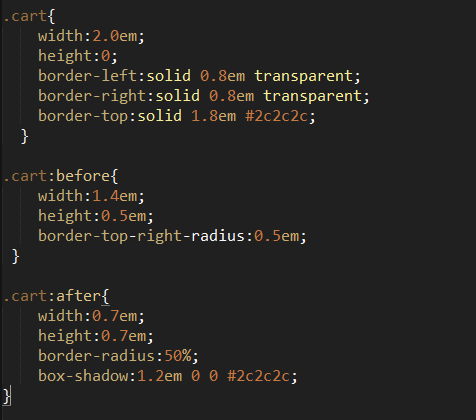 .cart{
width:2.0em;
height:0;
border-left:solid 0.8em transparent;
border-right:solid 0.8em transparent;
border-top:solid 1.8em #2c2c2c;
}
.cart:before{
width:1.4em;
height:0.5em;
border-top-right-radius:0.5em;
}
.cart:after{
width:0.7em;
height:0.7em;
border-radius:50%;
box-shadow:1.2em 0 0 #2c2c2c;
}